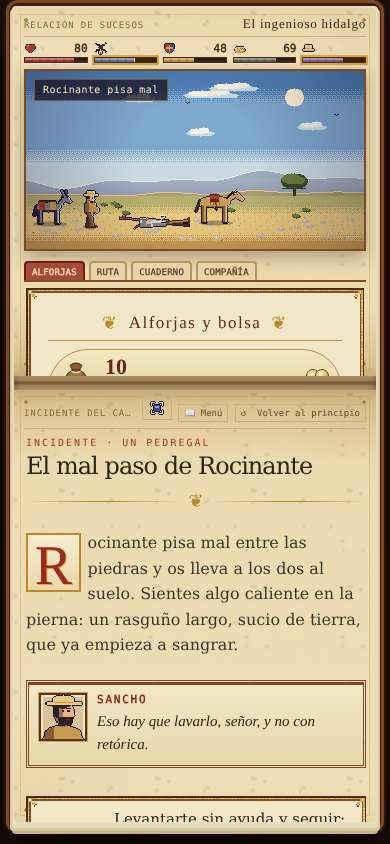 RELACIÓN DE SUCESOS
El ingenioso hidalgo
80
48
69
Rocinante pisa mal
ALFORJAS
RUTA
CUADERNO
COMPAÑÍA
Alforjas y bolsa
10
INCIDENTE DEL CA…
Menú
Volver al principio
INCIDENTE · UN PEDREGAL
El mal paso de Rocinante
Rocinante pisa mal entre las
piedras y os lleva a los dos al
suelo. Sientes algo caliente en la
pierna: un rasguño largo, sucio de tierra,
que ya empieza a sangrar.
SANCHO
Eso hay que lavarlo, señor, y no con
retórica.
Levantarte sin ayuda y seguir: